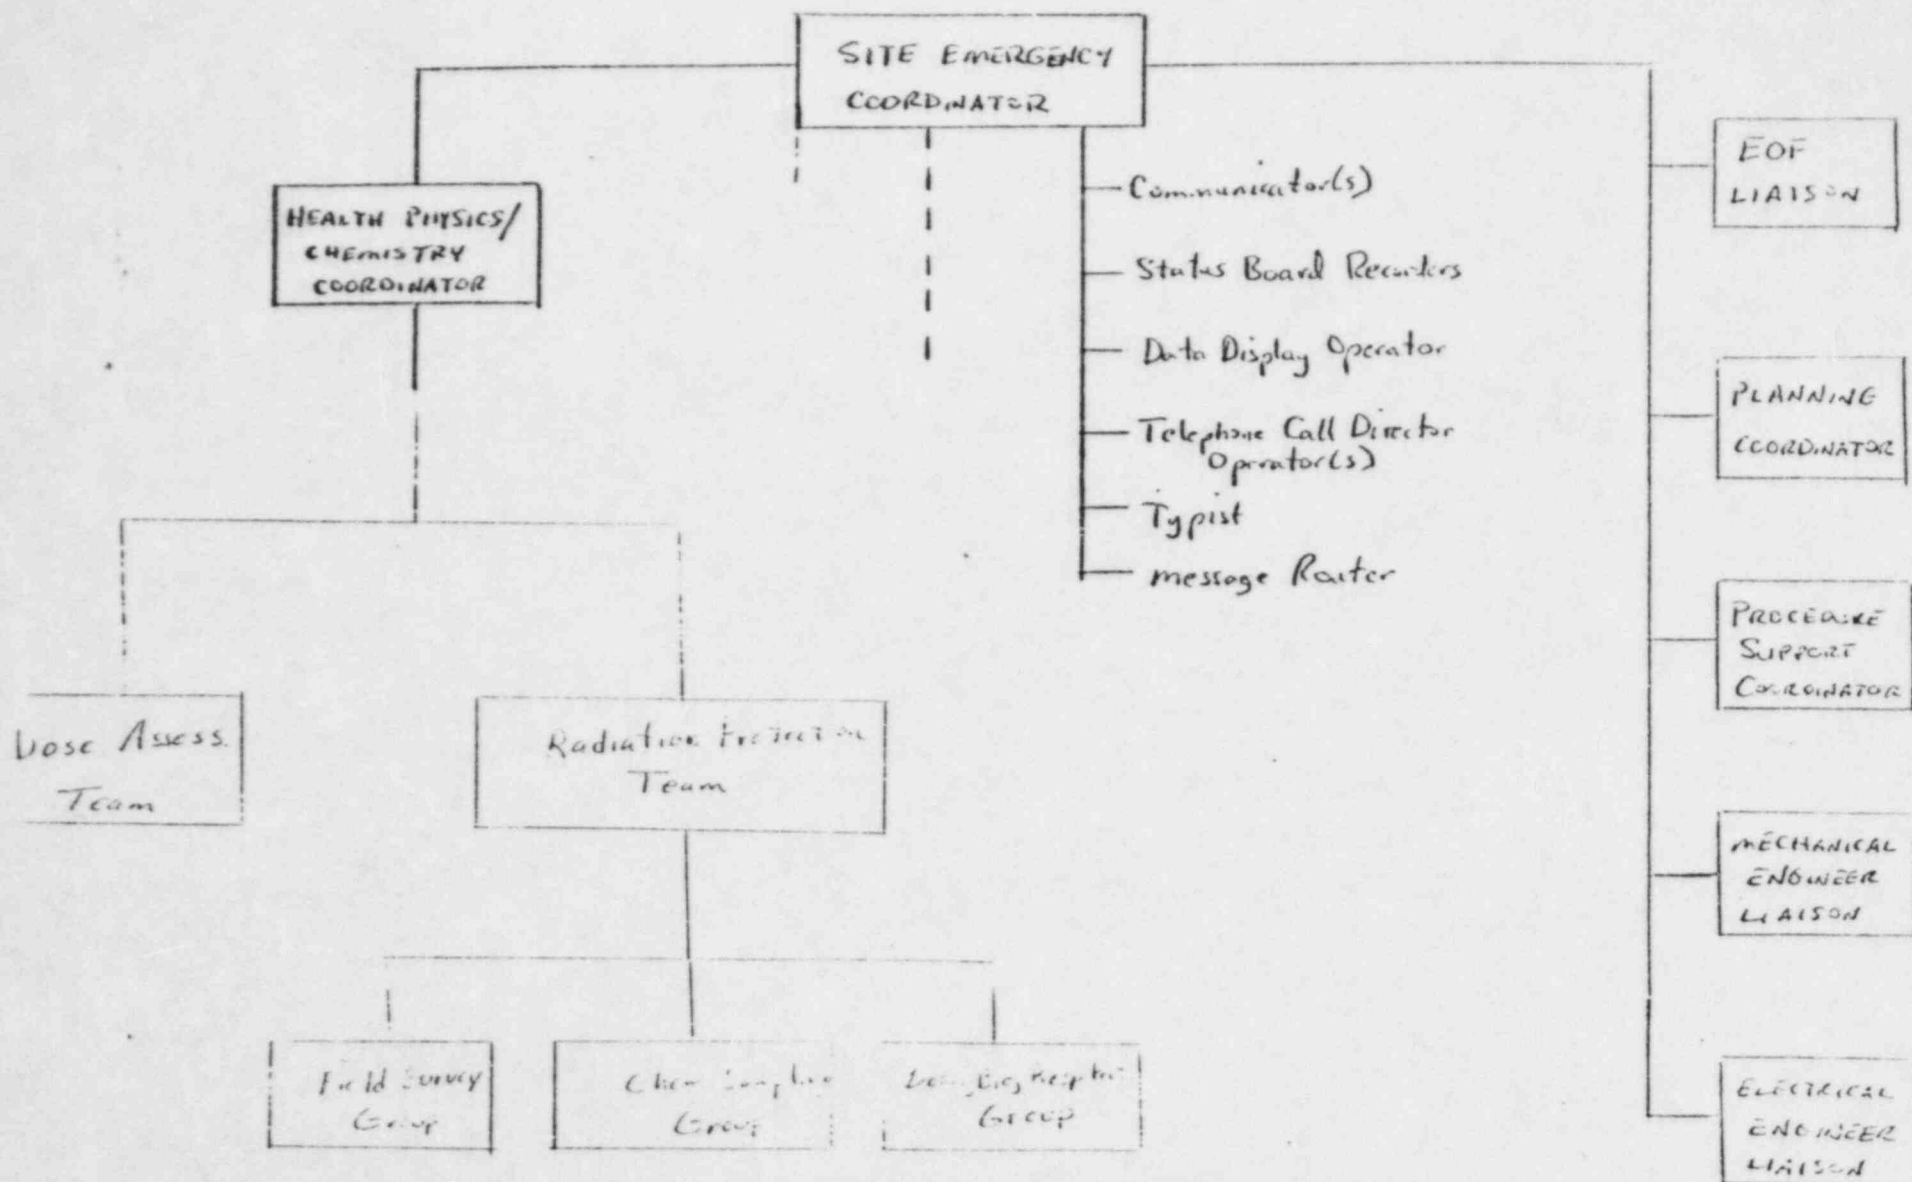 SITE EMERGENCY
COORDINATOR
HEALTH PHYSICS/
CHEMISTRY
COORDINATOR
Communicator(s)
Status Board Recorders
Data Display Operator
Telephone Call Director
Operator(s)
Typist
message Router
EOF
LIAISON
PLANNING
COORDINATOR
PROCEDURE
SUPPORT
COORDINATOR
MECHANICAL
ENGINEER
LIAISON
ELECTRICAL
ENGINEER
LIAISON
Dose Assess.
Team
Radiation Protection
Team
Field Survey
Group
Chem Sampling
Group
Group